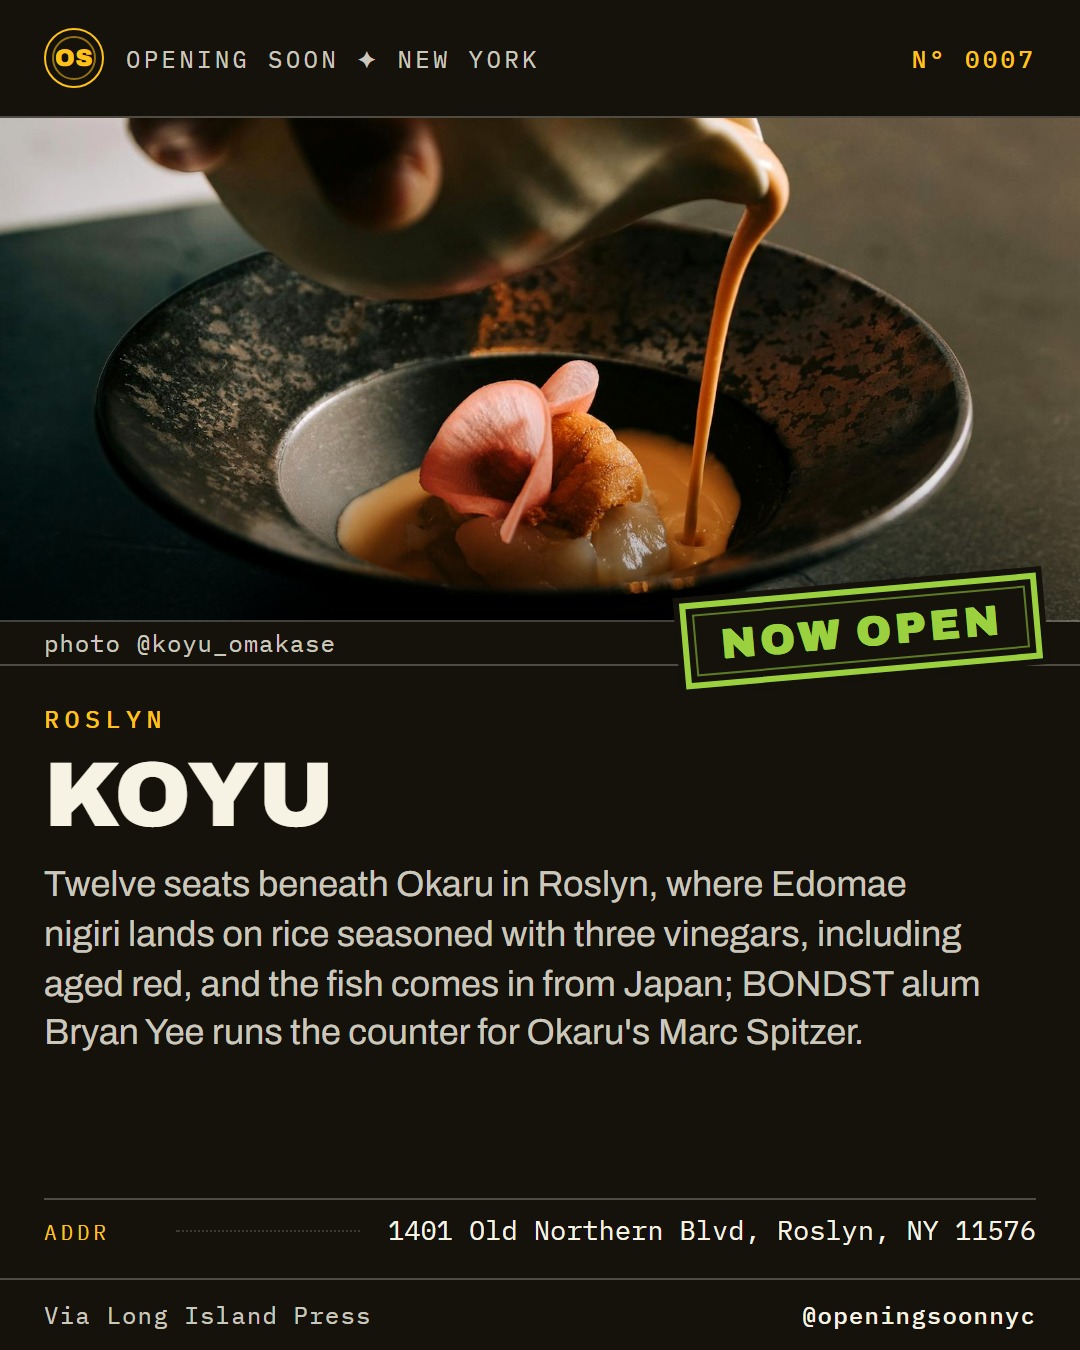 OS
OPENING SOON ✦ NEW YORK
N° 0007
photo @koyu_omakase
NOW OPEN
ROSLYN
KOYU
Twelve seats beneath Okaru in Roslyn, where Edomae
nigiri lands on rice seasoned with three vinegars, including
aged red, and the fish comes in from Japan; BONDST alum
Bryan Yee runs the counter for Okaru's Marc Spitzer.
ADDR 1401 Old Northern Blvd, Roslyn, NY 11576
Via Long Island Press
@openingsoonnyc